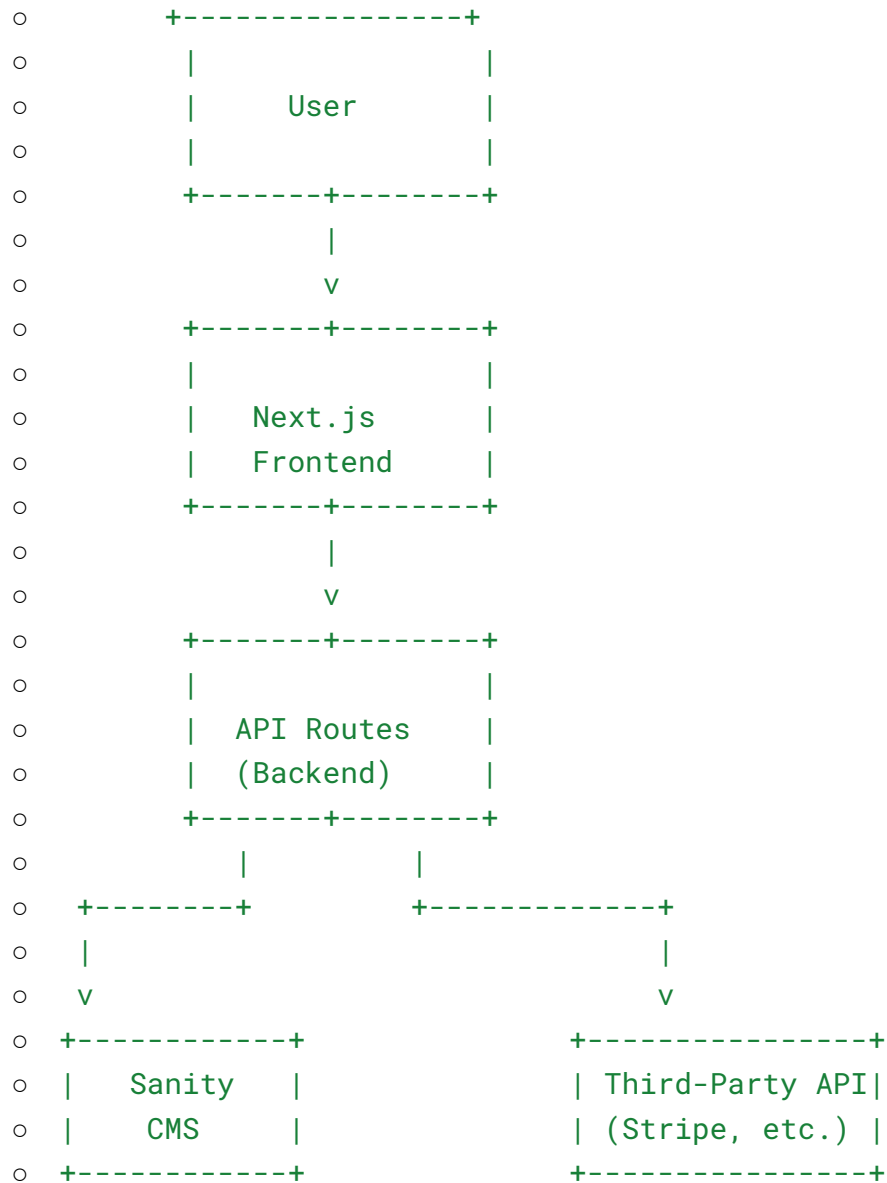 ○        +----------------+
○         |                |
○         |     User       |
○         |                |
○         +-------+--------+
○                 |
○                 v
○         +-------+--------+
○         |                |
○         |   Next.js      |
○         |   Frontend     |
○         +-------+--------+
○                 |
○                 v
○         +-------+--------+
○         |                |
○         |  API Routes    |
○         |  (Backend)     |
○         +-------+--------+
○            |         |
○   +--------+         +-------------+
○   |                                |
○   v                                v
○  +------------+               +---------------+
○  |   Sanity   |               | Third-Party API|
○  |    CMS     |               | (Stripe, etc.) |
○  +------------+               +---------------+